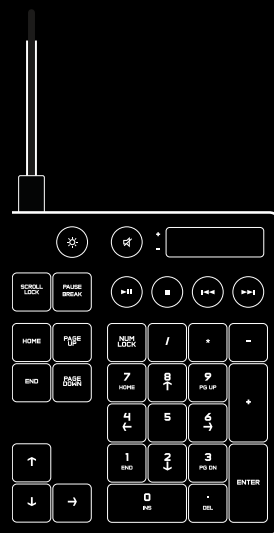 +
-
SCROLL
LOCK
PAUSE
BREAK
HOME
PAGE
UP
NUM
LOCK
/
*
-
END
PAGE
DOWN
7
HOME
8
↑
9
PG UP
+
4
←
5
6
→
↑
1
END
2
↓
3
PG DN
ENTER
↓
→
0
INS
.
DEL